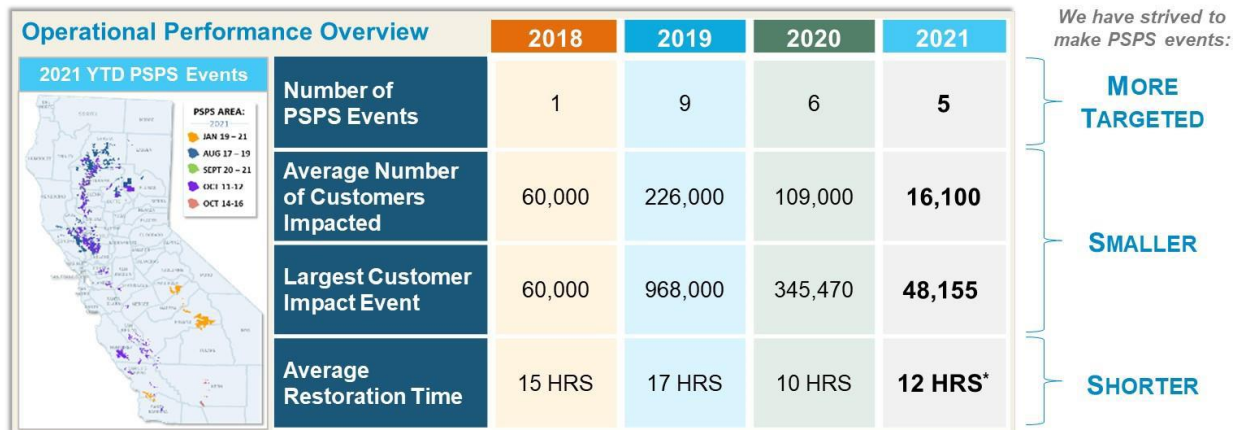 Operational Performance Overview
2018
2019
2020
2021
We have strived to
make PSPS events:
2021 YTD PSPS Events
PSPS AREA:
2021
JAN 19 – 21
AUG 17 – 19
SEPT 20 – 21
OCT 11-12
OCT 14-16
Number of
PSPS Events
1
9
6
5
MORE
TARGETED
Average Number
of Customers
Impacted
60,000
226,000
109,000
16,100
SMALLER
Largest Customer
Impact Event
60,000
968,000
345,470
48,155
Average
Restoration Time
15 HRS
17 HRS
10 HRS
12 HRS*
SHORTER